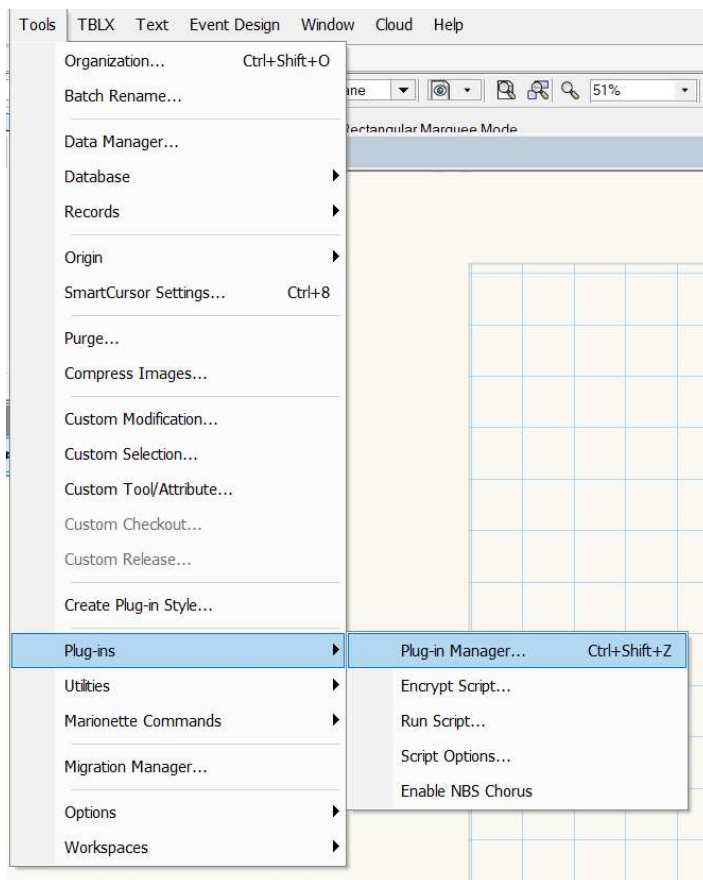 Tools TBLX Text Event Design Window Cloud Help
Organization... Ctrl+Shift+O
Batch Rename...
51%
Rectangular Marquee Mode
Data Manager...
Database
Records
Origin
SmartCursor Settings... Ctrl+8
Purge...
Compress Images...
Custom Modification...
Custom Selection...
Custom Tool/Attribute...
Custom Checkout...
Custom Release...
Create Plug-in Style...
Plug-ins
Plug-in Manager... Ctrl+Shift+Z
Utilities
Encrypt Script...
Marionette Commands
Run Script...
Migration Manager...
Script Options...
Enable NBS Chorus
Options
Workspaces